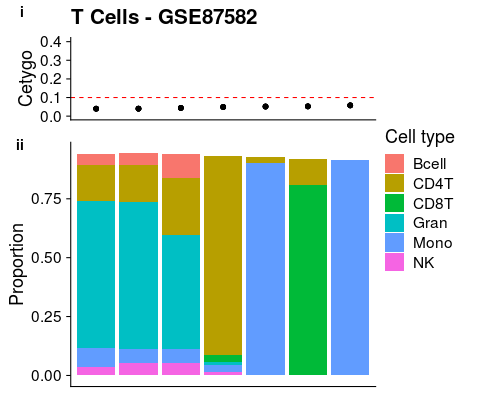 i
T Cells - GSE87582
Cetygo
0.4
0.3
0.2
0.1
0.0
ii
Proportion
0.75
0.50
0.25
0.00
Cell type
Bcell
CD4T
CD8T
Gran
Mono
NK